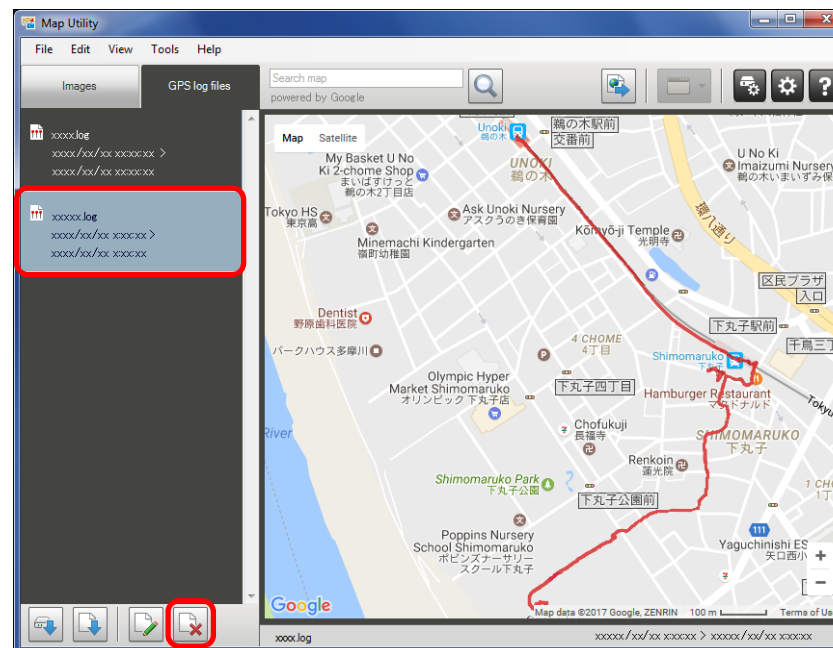 Map Utility
File Edit View Tools Help
Images GPS log files
Search map
powered by Google
xxxx.log
xxxx/xx/xx xx:xx:xx >
xxxx/xx/xx xx:xx:xx
xxxxx.log
xxxx/xx/xx x:xx:xx >
xxxx/xx/xx x:xx:xx
Map Satellite
Unoki
鵜の木
鵜の木駅前
交番前
My Basket U No
Ki 2-chome Shop
まいばすけっと
鵜の木2丁目店
UNOKI
鵜の木
U No Ki
Imaizumi Nursery
鵜の木いまいずみ保
Tokyo HS
東京高
Ask Unoki Nursery
アスクうのき保育園
環八通り
Kōmyō-ji Temple
光明寺
Minemachi Kindergarten
嶺町幼稚園
区民プラザ
入口
Dentist
野原歯科医院
下丸子駅前
千鳥三丁
パークハウス多摩川
4 CHOME
4丁目
Shimomaruko
下丸子
Olympic Hyper
Market Shimomaruko
オリンピック 下丸子店
下丸子四丁目
Hamburger Restaurant
マクドナルド
Tokyu
Chofukuji
長福寺
River
SHIMOMARUKO
下丸子
Renkoin
蓮光院
Shimomaruko Park
下丸子公園
下丸子公園前
1 CHO
1丁
Poppins Nursery
School Shimomaruko
ポピンズナーサリー
スクール下丸子
111
Yaguchinishi ES
矢口西小
Google
Map data ©2017 Google, ZENRIN 100 m Terms of Us
xxxx.log xxxxx/xx/xx x:xx:xx > xxxxx/xx/xx x:xx:xx